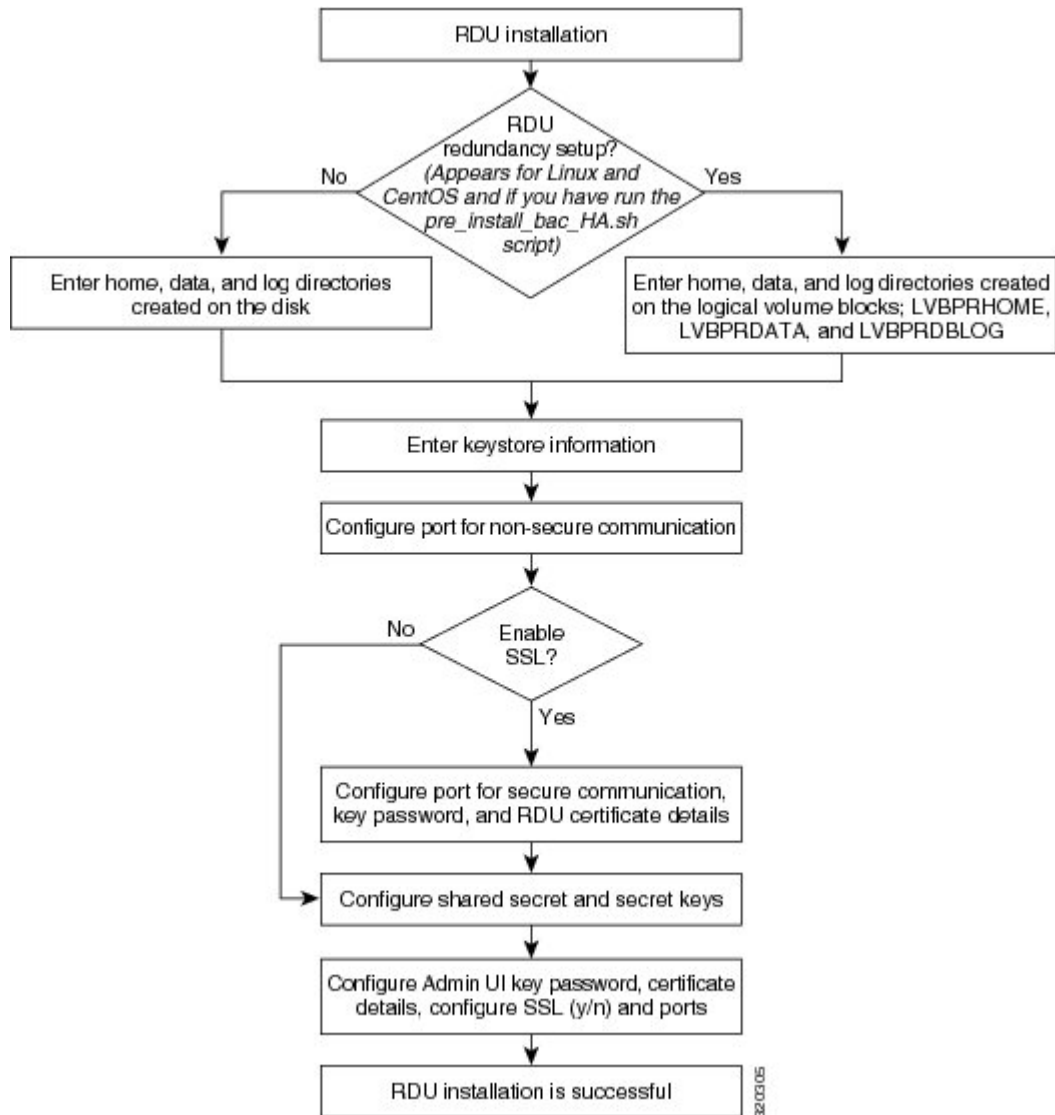 RDU installation
RDU
redundancy setup?
(Appears for Linux and
CentOS and if you have run the
pre_install_bac_HA.sh
script)
No
Yes
Enter home, data, and log directories
created on the disk
Enter home, data, and log directories created
on the logical volume blocks; LVBPRHOME,
LVBPRDATA, and LVBPRDBLOG
Enter keystore information
Configure port for non-secure communication
No
Enable
SSL?
Yes
Configure port for secure communication,
key password, and RDU certificate details
Configure shared secret and secret keys
Configure Admin UI key password, certificate
details, configure SSL (y/n) and ports
RDU installation is successful
320305